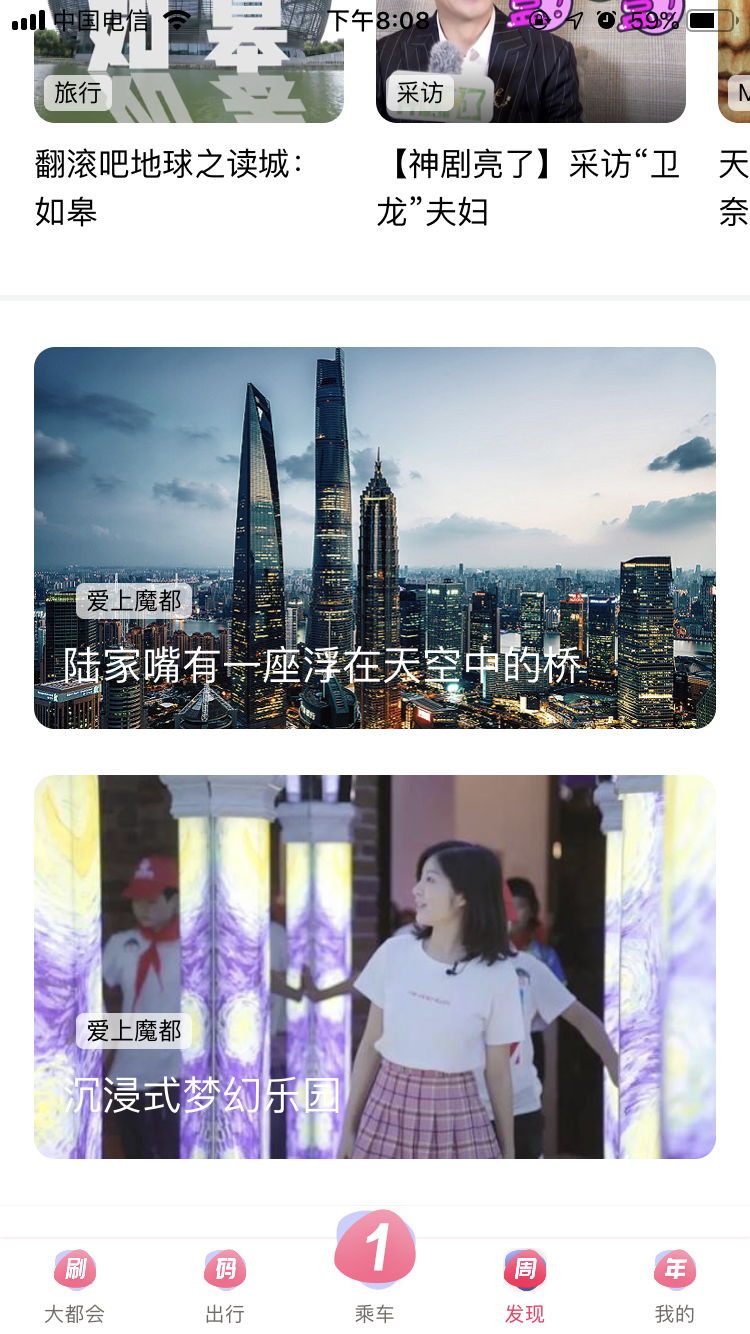 中国电信
下午8:08
59%
如皋
旅行
采访
M
翻滚吧地球之读城：
如皋
【神剧亮了】采访“卫
龙”夫妇
天
奈
爱上魔都
陆家嘴有一座浮在天空中的桥
爱上魔都
沉浸式梦幻乐园
刷
码
1
周
年
大都会
出行
乘车
发现
我的